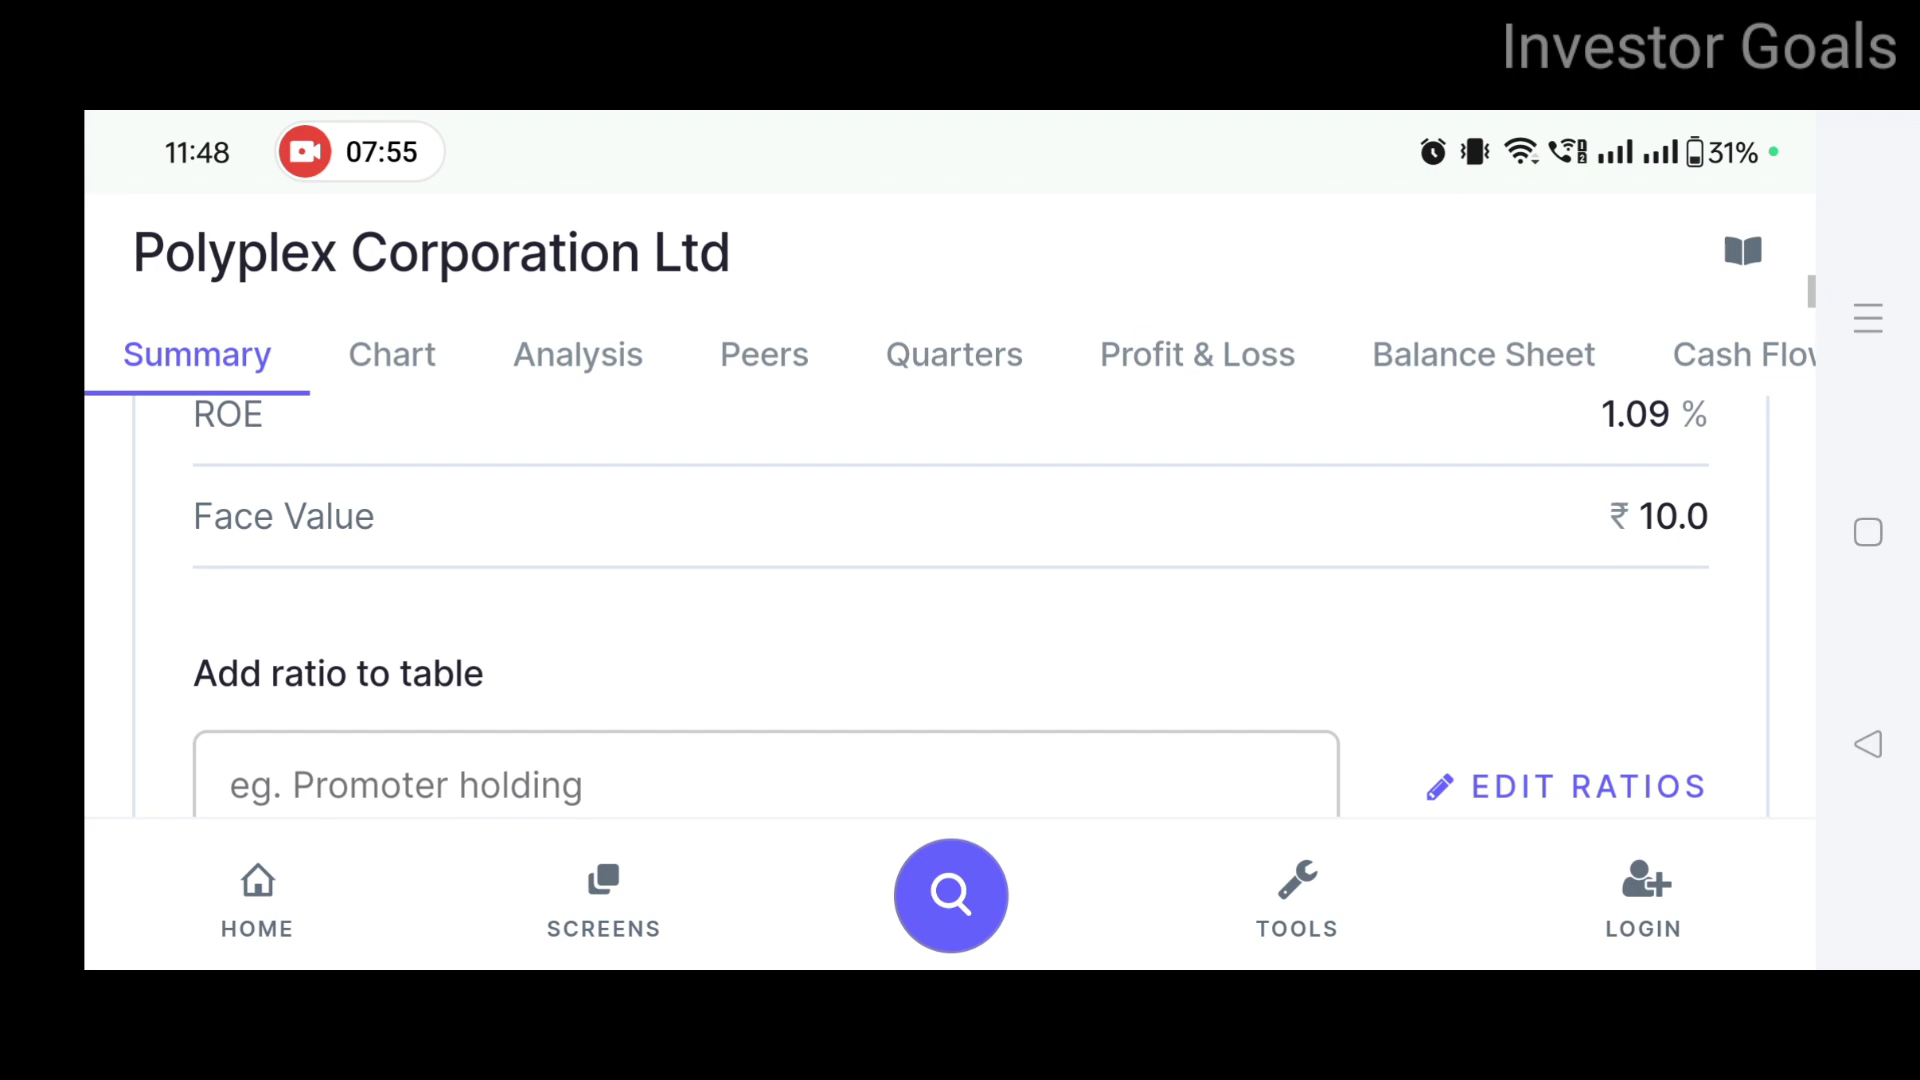 Investor Goals
11:48 07:55 31%
Polyplex Corporation Ltd
Summary Chart Analysis Peers Quarters Profit & Loss Balance Sheet Cash Flow
ROE 1.09 %
Face Value ₹ 10.0
Add ratio to table
eg. Promoter holding EDIT RATIOS
HOME SCREENS TOOLS LOGIN